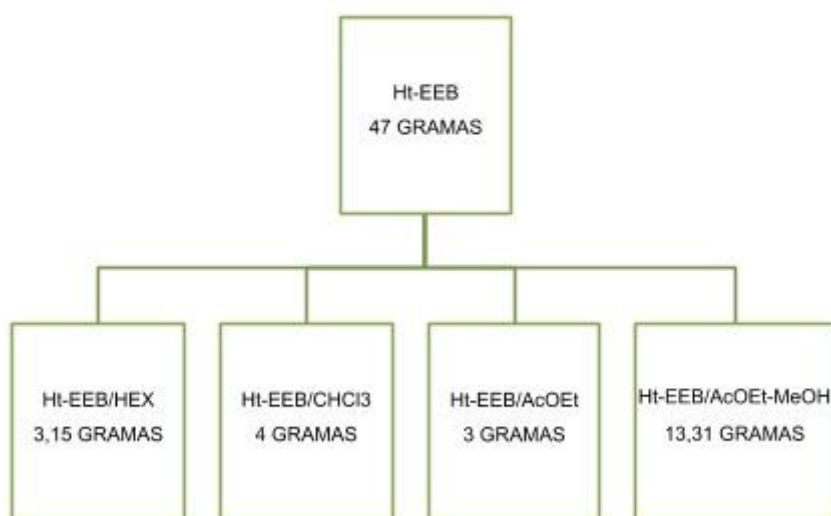 Ht-EEB
47 GRAMAS
Ht-EEB/HEX
3,15 GRAMAS
Ht-EEB/CHCl3
4 GRAMAS
Ht-EEB/AcOEt
3 GRAMAS
Ht-EEB/AcOEt-MeOH
13,31 GRAMAS